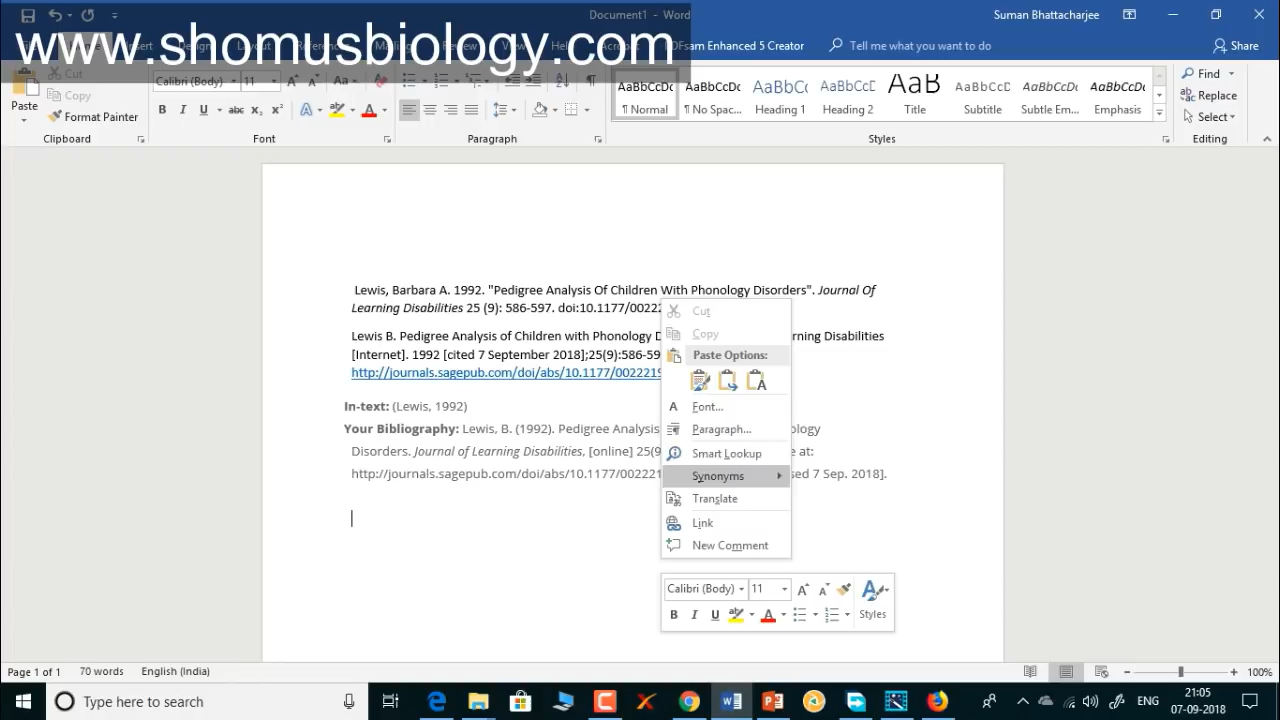 Document1 - Word
Suman Bhattacharjee
www.shomusbiology.com
PDFsam Enhanced 5 Creator
Tell me what you want to do
Share
Paste
Cut
Copy
Format Painter
Clipboard
Calibri (Body)
11
Font
Paragraph
AaBbCcDc
¶ Normal
AaBbCcDc
¶ No Spac...
AaBbCc
Heading 1
AaBbCcD
Heading 2
AaB
Title
AaBbCcD
Subtitle
AaBbCcDc
Subtle Em...
AaBbCcDc
Emphasis
Styles
Find
Replace
Select
Editing
Lewis, Barbara A. 1992. "Pedigree Analysis Of Children With Phonology Disorders". Journal Of
Learning Disabilities 25 (9): 586-597. doi:10.1177/00222
Lewis B. Pedigree Analysis of Children with Phonology D rning Disabilities
[Internet]. 1992 [cited 7 September 2018];25(9):586-59
http://journals.sagepub.com/doi/abs/10.1177/0022219
In-text: (Lewis, 1992)
Your Bibliography: Lewis, B. (1992). Pedigree Analysis ology
Disorders. Journal of Learning Disabilities, [online] 25(9 e at:
http://journals.sagepub.com/doi/abs/10.1177/002221 sed 7 Sep. 2018].
Cut
Copy
Paste Options:
Font...
Paragraph...
Smart Lookup
Synonyms
Translate
Link
New Comment
Calibri (Body)
11
B I U
Styles
Page 1 of 1
70 words
English (India)
100%
Type here to search
ENG
21:05
07-09-2018